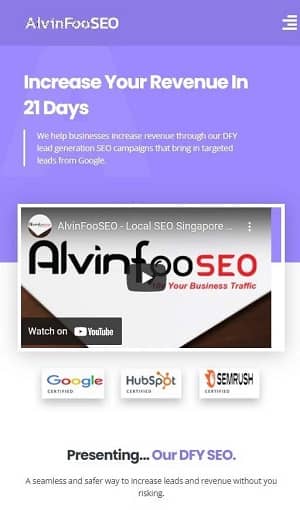 AlvinFooSEO
Increase Your Revenue In
21 Days
We help businesses increase revenue through our DFY
lead generation SEO campaigns that bring in targeted
leads from Google.
AlvinFooSEO - Local SEO Singapore ...
Alvinfooseo
Your Business Traffic
Watch on YouTube
Google
CERTIFIED
HubSpot
CERTIFIED
SEMRUSH
CERTIFIED
Presenting... Our DFY SEO.
A seamless and safer way to increase leads and revenue without you
risking.